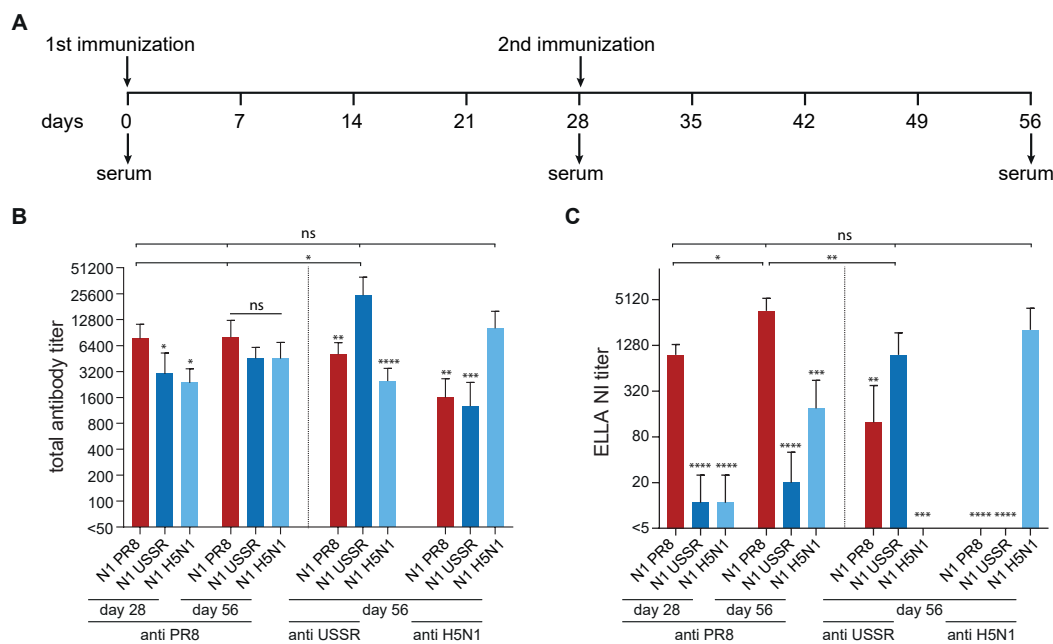 A
1st immunization
2nd immunization
days 0 7 14 21 28 35 42 49 56
serum serum serum
B
ns
*
ns
total antibody titer
51200
25600
12800
6400
3200
1600
800
400
200
100
<50
* * ** **** ** ***
N1 PR8 N1 USSR N1 H5N1 N1 PR8 N1 USSR N1 H5N1 N1 PR8 N1 USSR N1 H5N1 N1 PR8 N1 USSR N1 H5N1
day 28 day 56 day 56
anti PR8 anti USSR anti H5N1
C
ns
* **
ELLA NI titer
5120
1280
320
80
20
<5
**** **** **** *** ** *** **** ****
N1 PR8 N1 USSR N1 H5N1 N1 PR8 N1 USSR N1 H5N1 N1 PR8 N1 USSR N1 H5N1 N1 PR8 N1 USSR N1 H5N1
day 28 day 56 day 56
anti PR8 anti USSR anti H5N1